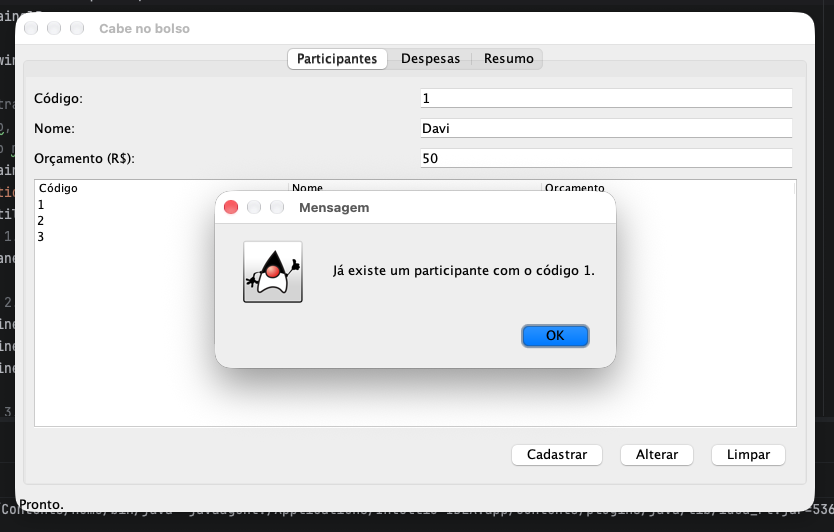 Cabe no bolso
Participantes Despesas Resumo
Código: 1
Nome: Davi
Orçamento (R$): 50
Código Nome Orçamento
1
2
3
Mensagem
Já existe um participante com o código 1.
OK
Cadastrar Alterar Limpar
Pronto.